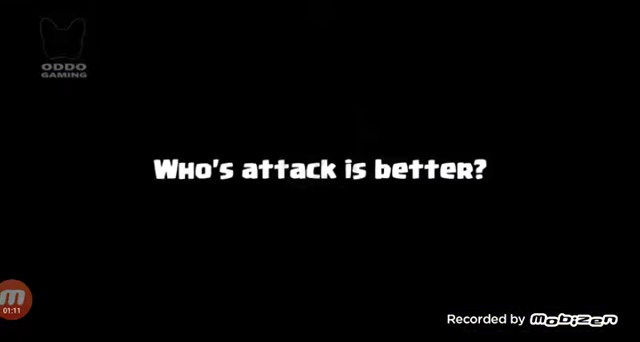 ODDO
GAMING
Who's attack is better?
M
01:11
Recorded by Mobizen